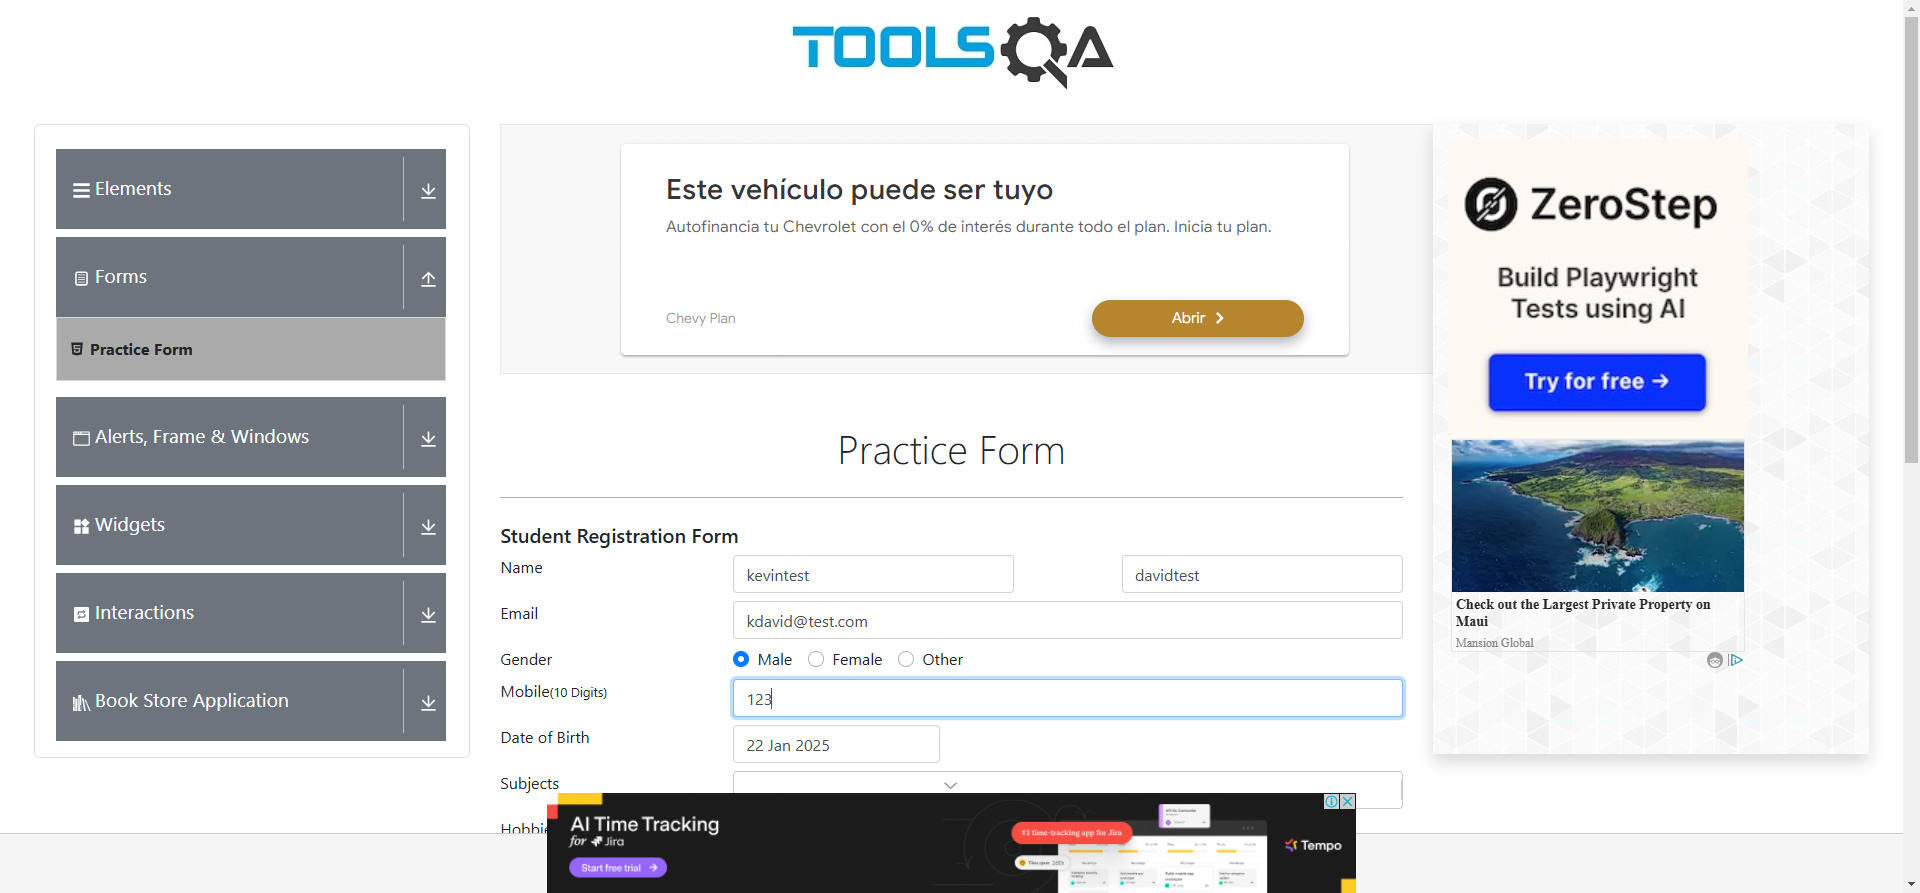 TOOLSQA
Elements
Forms
Practice Form
Alerts, Frame & Windows
Widgets
Interactions
Book Store Application
Este vehículo puede ser tuyo
Autofinancia tu Chevrolet con el 0% de interés durante todo el plan. Inicia tu plan.
Chevy Plan
Abrir
ZeroStep
Build Playwright
Tests using AI
Try for free →
Check out the Largest Private Property on
Maui
Mansion Global
Practice Form
Student Registration Form
Name
kevintest
davidtest
Email
kdavid@test.com
Gender
Male
Female
Other
Mobile(10 Digits)
123
Date of Birth
22 Jan 2025
Subjects
Hobbie
AI Time Tracking
for Jira
Start free trial →
#1 time-tracking app for Jira
Tempo